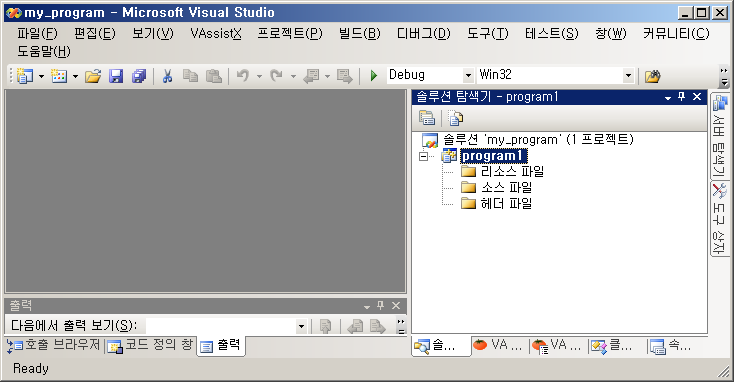 my_program - Microsoft Visual Studio
파일(F) 편집(E) 보기(V) VAssistX 프로젝트(P) 빌드(B) 디버그(D) 도구(T) 테스트(S) 창(W) 커뮤니티(C)
도움말(H)
Debug Win32
솔루션 탐색기 - program1
솔루션 'my_program' (1 프로젝트)
program1
리소스 파일
소스 파일
헤더 파일
서버 탐색기
도구 상자
출력
다음에서 출력 보기(S):
호출 브라우저 코드 정의 창 출력
솔... VA ... VA ... 클... 속...
Ready